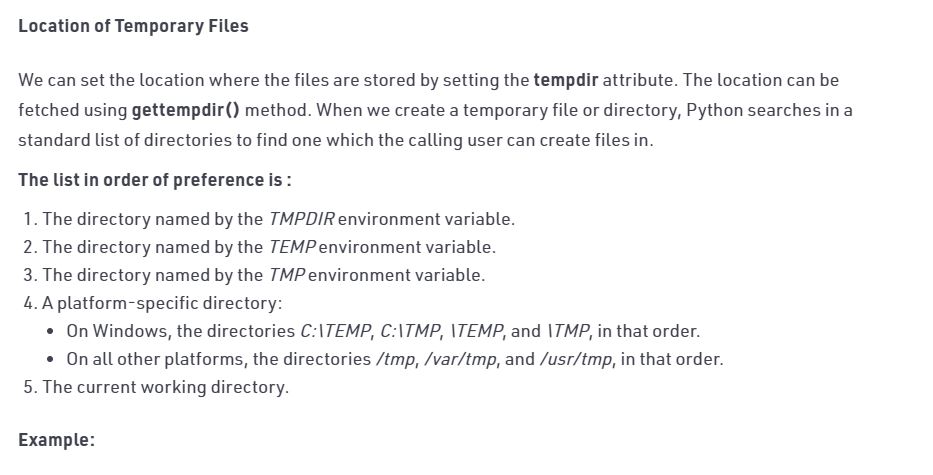 Location of Temporary Files
We can set the location where the files are stored by setting the tempdir attribute. The location can be
fetched using gettempdir() method. When we create a temporary file or directory, Python searches in a
standard list of directories to find one which the calling user can create files in.
The list in order of preference is :
1. The directory named by the TMPDIR environment variable.
2. The directory named by the TEMP environment variable.
3. The directory named by the TMP environment variable.
4. A platform-specific directory:
• On Windows, the directories C:\TEMP, C:\TMP, \TEMP, and \TMP, in that order.
• On all other platforms, the directories /tmp, /var/tmp, and /usr/tmp, in that order.
5. The current working directory.
Example: